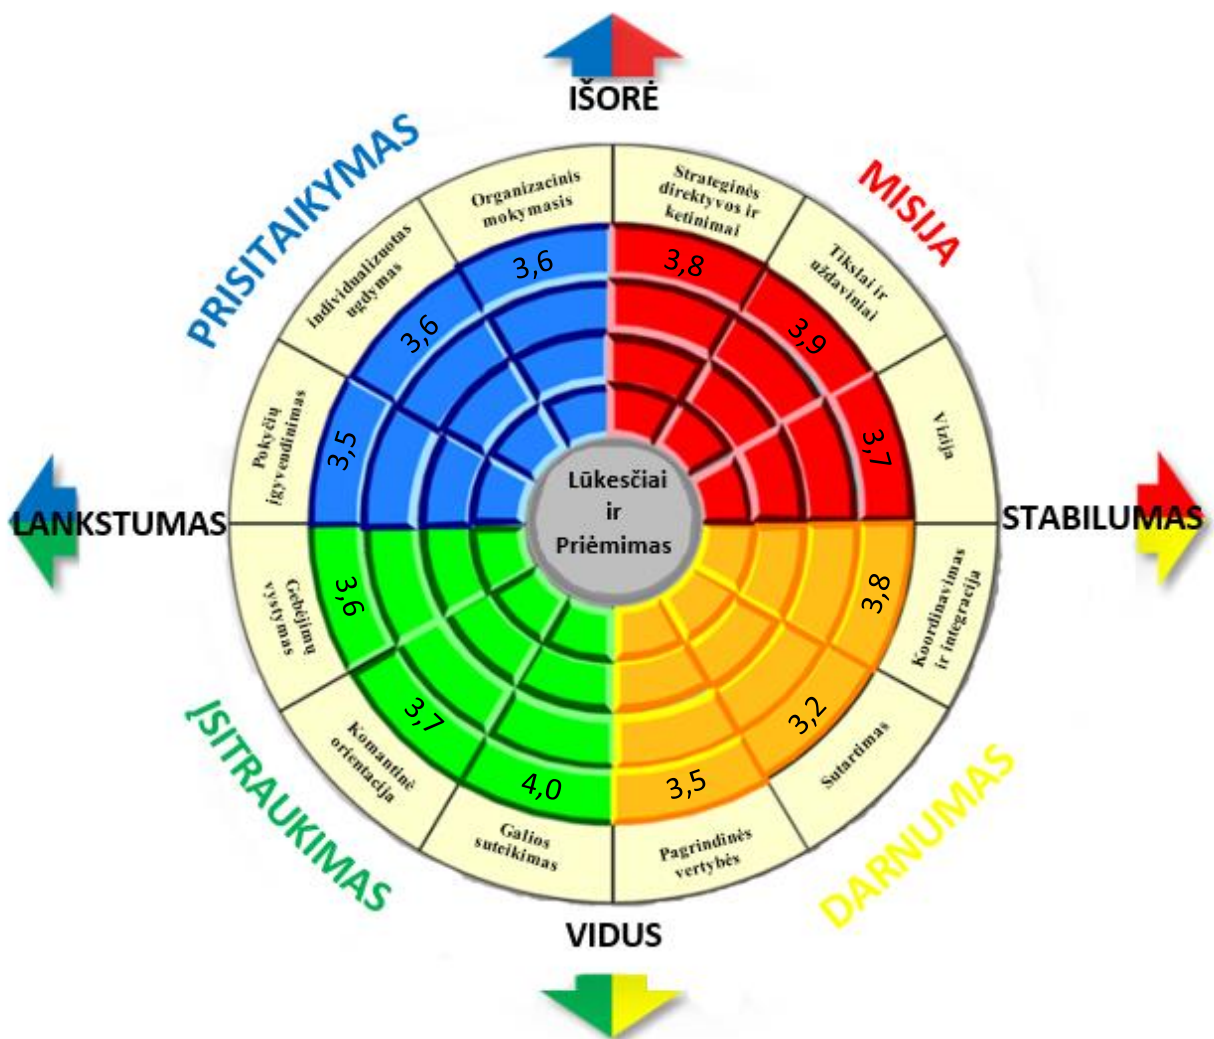 IŠORĖ
PRISITAIKYMAS
MISIJA
Organizacinis
mokymasis
Strateginės
direktyvos ir
ketinimai
individualizuotas
ugdymas
Tikslai ir
uždaviniai
3,6
3,8
3,6
3,9
Pokyčių
įgyvendinimas
3,5
3,7
Vizija
Lūkesčiai
ir
Priėmimas
LANKSTUMAS
STABILUMAS
Gebėjimų
vystymas
3,6
3,8
Koordinavimas
ir integracija
3,7
3,2
Komantinė
orientacija
Sutartimas
4,0
3,5
Galios
suteikimas
Pagrindinės
vertybės
ĮSITRAUKIMAS
DARNUMAS
VIDUS